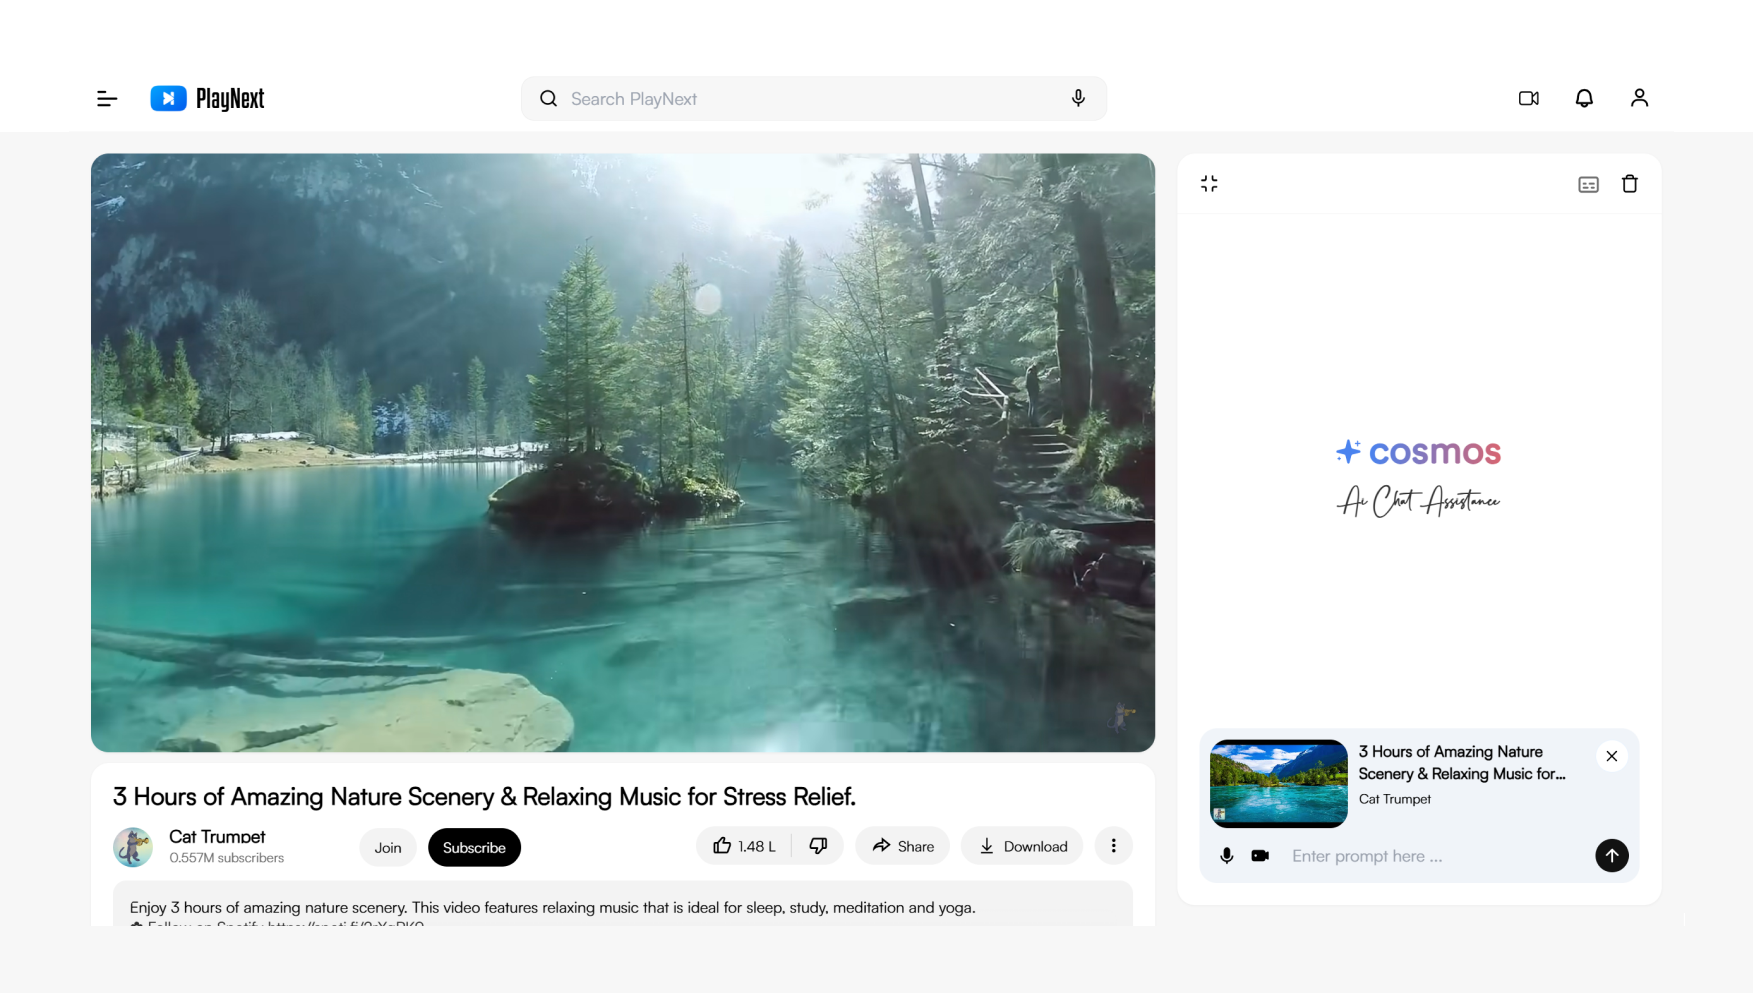 PlayNext
Search PlayNext
cosmos
Ai Chat Assistance
3 Hours of Amazing Nature
Scenery & Relaxing Music for...
Cat Trumpet
Enter prompt here ...
3 Hours of Amazing Nature Scenery & Relaxing Music for Stress Relief.
Cat Trumpet
0.557M subscribers
Join
Subscribe
1.48 L
Share
Download
Enjoy 3 hours of amazing nature scenery. This video features relaxing music that is ideal for sleep, study, meditation and yoga.
Follow on Spotify